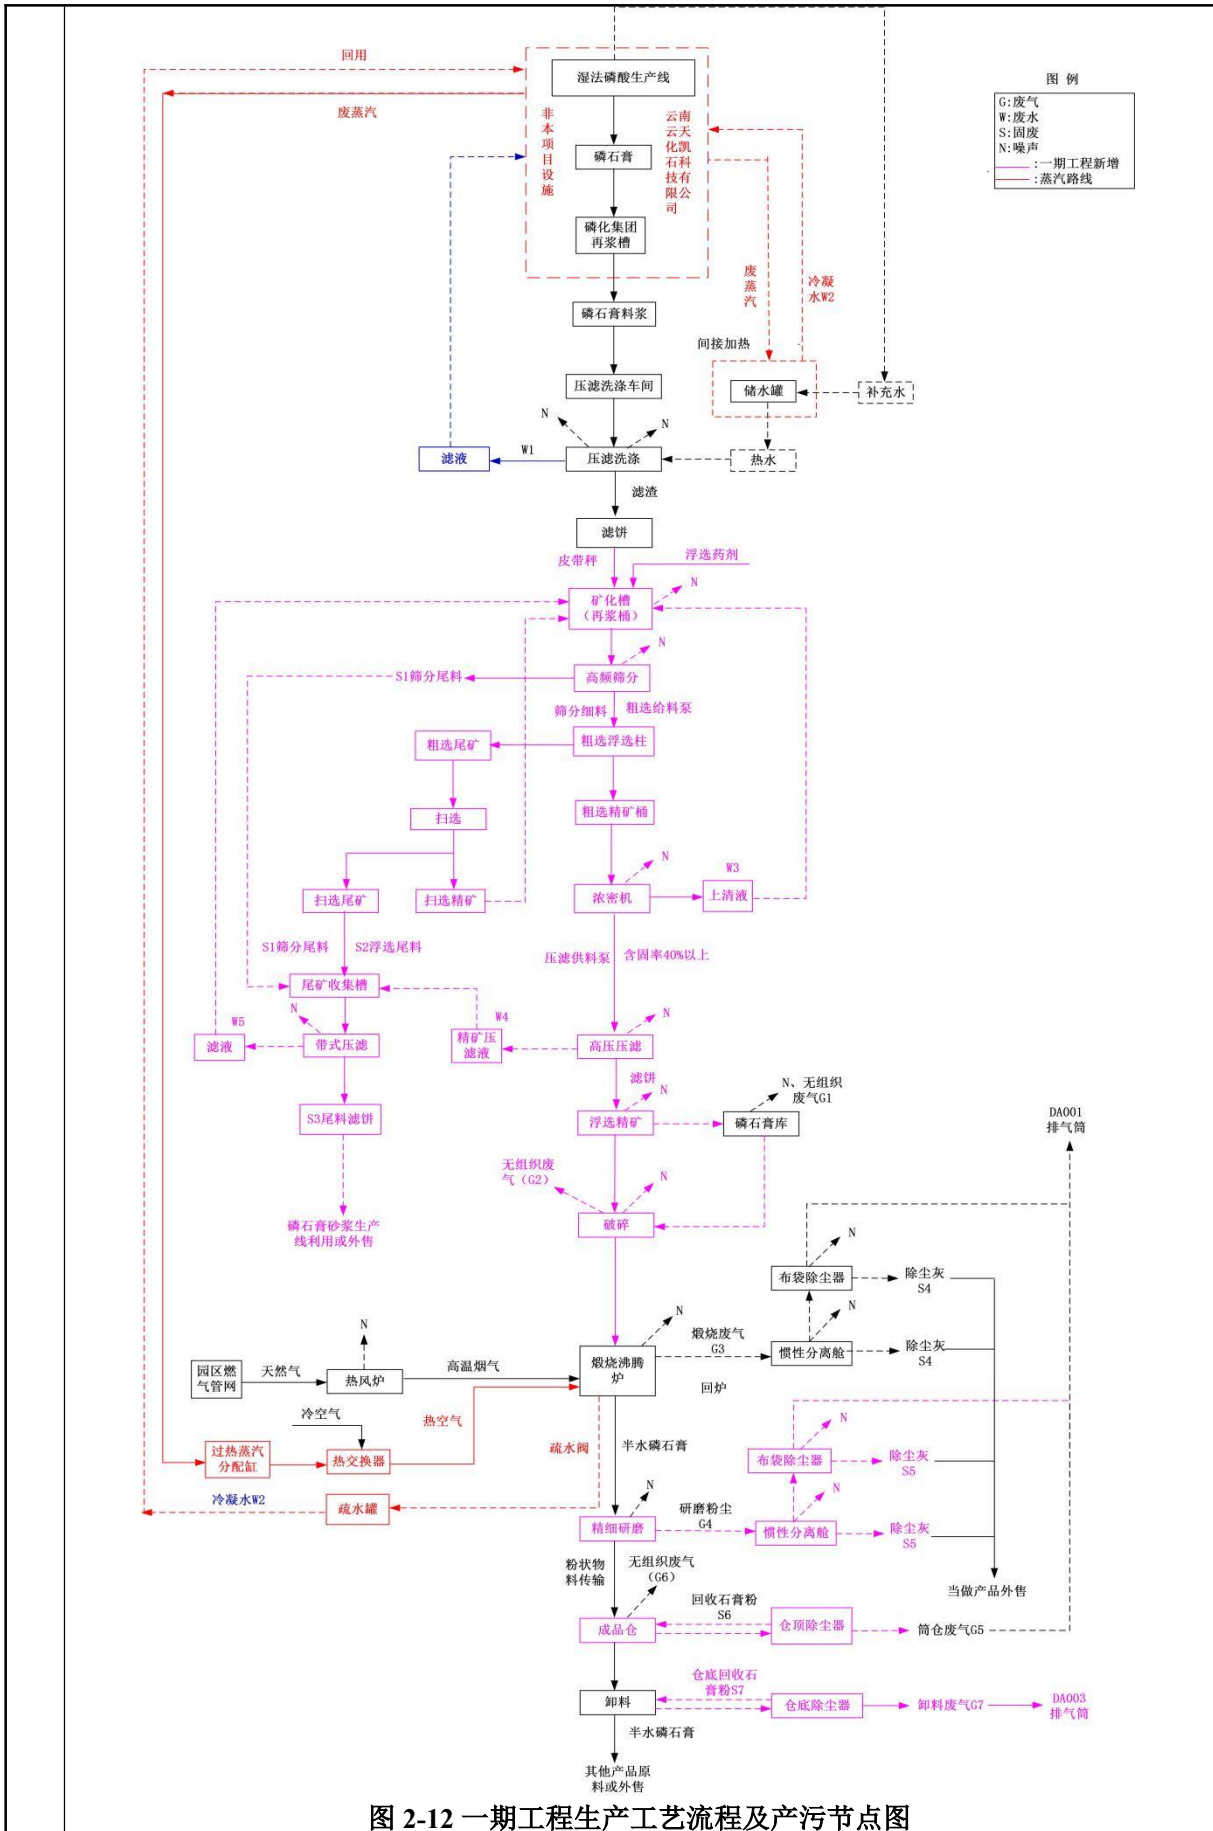 回用
湿法磷酸生产线
图 例
G:废气
W:废水
S:固废
N:噪声
:一期工程新增
:蒸汽路线
废蒸汽
非本项目设施
云南云天化凯石科技有限公司
磷石膏
磷化集团
再浆槽
废蒸汽
冷凝
水W2
磷石膏料浆
间接加热
压滤洗涤车间
储水罐
补充水
N
N
滤液
W1
压滤洗涤
热水
滤渣
滤饼
皮带秤
浮选药剂
矿化槽
(再浆桶)
N
N
S1筛分尾料
高频筛分
筛分细料
粗选给料泵
粗选尾矿
粗选浮选柱
扫选
粗选精矿桶
N
W3
扫选尾矿
扫选精矿
浓密机
上清液
S1筛分尾料
S2浮选尾料
压滤供料泵
含固率40%以上
尾矿收集槽
N
W5
W4
N
滤液
带式压滤
精矿压
滤液
高压压滤
滤饼
N
N、无组织
废气G1
S3尾料滤饼
浮选精矿
磷石膏库
DA001
排气筒
无组织废
气（G2）
N
磷石膏砂浆生产
线利用或外售
破碎
N
布袋除尘器
除尘灰
S4
N
N
N
煅烧废气
G3
惯性分离舱
除尘灰
S4
园区燃
气管网
天然气
热风炉
高温烟气
煅烧沸腾
炉
回炉
冷空气
热空气
N
过热蒸汽
分配缸
热交换器
疏水阀
半水磷石膏
布袋除尘器
除尘灰
S5
冷凝水W2
疏水罐
N
N
精细研磨
研磨粉尘
G4
惯性分离舱
除尘灰
S5
粉状物
料传输
无组织废气
（G6）
当做产品外售
回收石膏粉
S6
成品仓
仓顶除尘器
筒仓废气G5
仓底回收石
膏粉S7
卸料
仓底除尘器
卸料废气G7
DA003
排气筒
半水磷石膏
其他产品原
料或外售
图 2-12 一期工程生产工艺流程及产污节点图